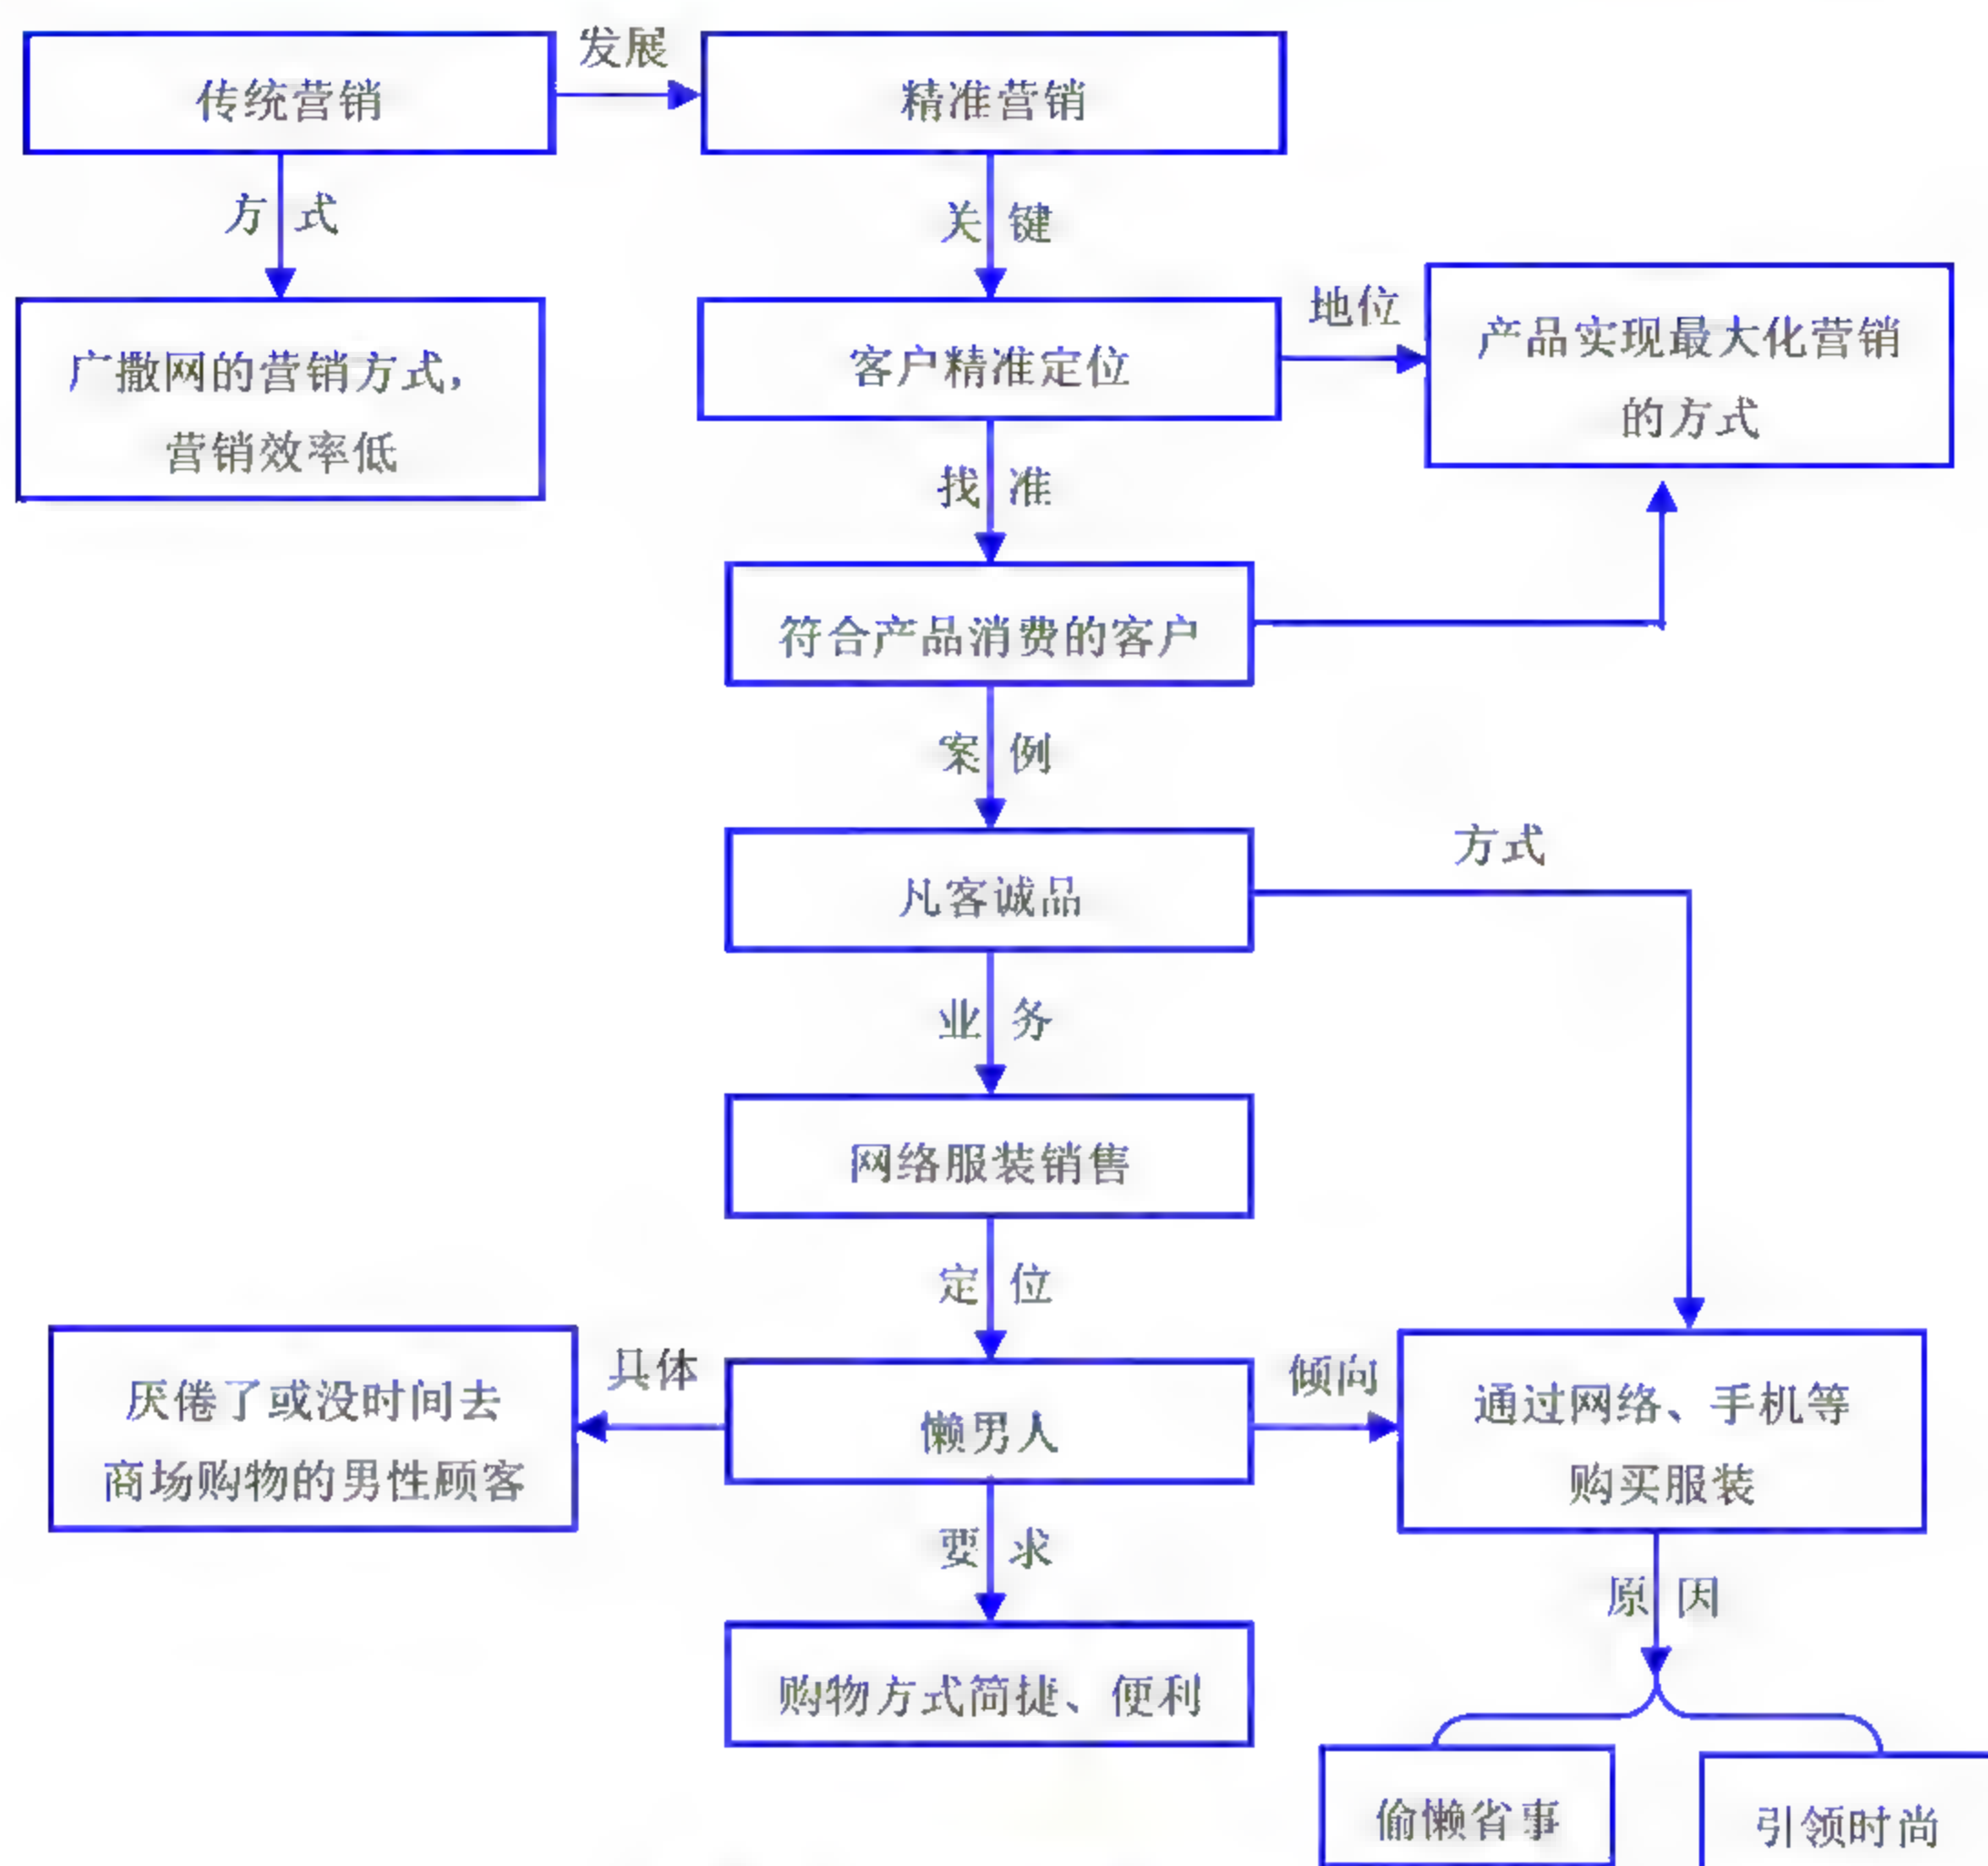 发展
传统营销
精准营销
方式
关键
地位
广撒网的营销方式，
营销效率低
客户精准定位
产品实现最大化营销
的方式
找准
符合产品消费的客户
案例
凡客诚品
方式
业务
网络服装销售
定位
具体
倾向
厌倦了或没时间去
商场购物的男性顾客
懒男人
通过网络、手机等
购买服装
要求
原因
购物方式简捷、便利
偷懒省事
引领时尚